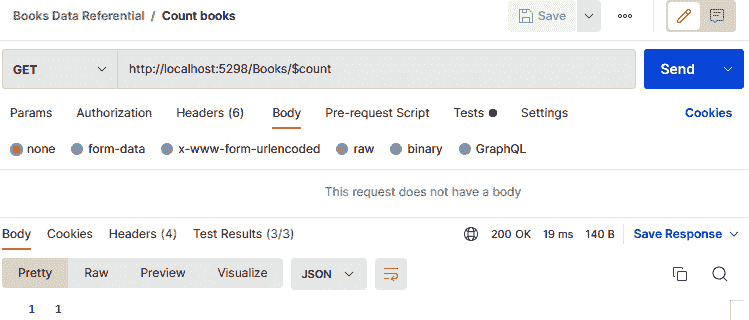 Books Data Referential / Count books
Save
GET http://localhost:5298/Books/$count Send
Params Authorization Headers (6) Body Pre-request Script Tests Settings Cookies
none form-data x-www-form-urlencoded raw binary GraphQL
This request does not have a body
Body Cookies Headers (4) Test Results (3/3) 200 OK 19 ms 140 B Save Response
Pretty Raw Preview Visualize JSON
1 1